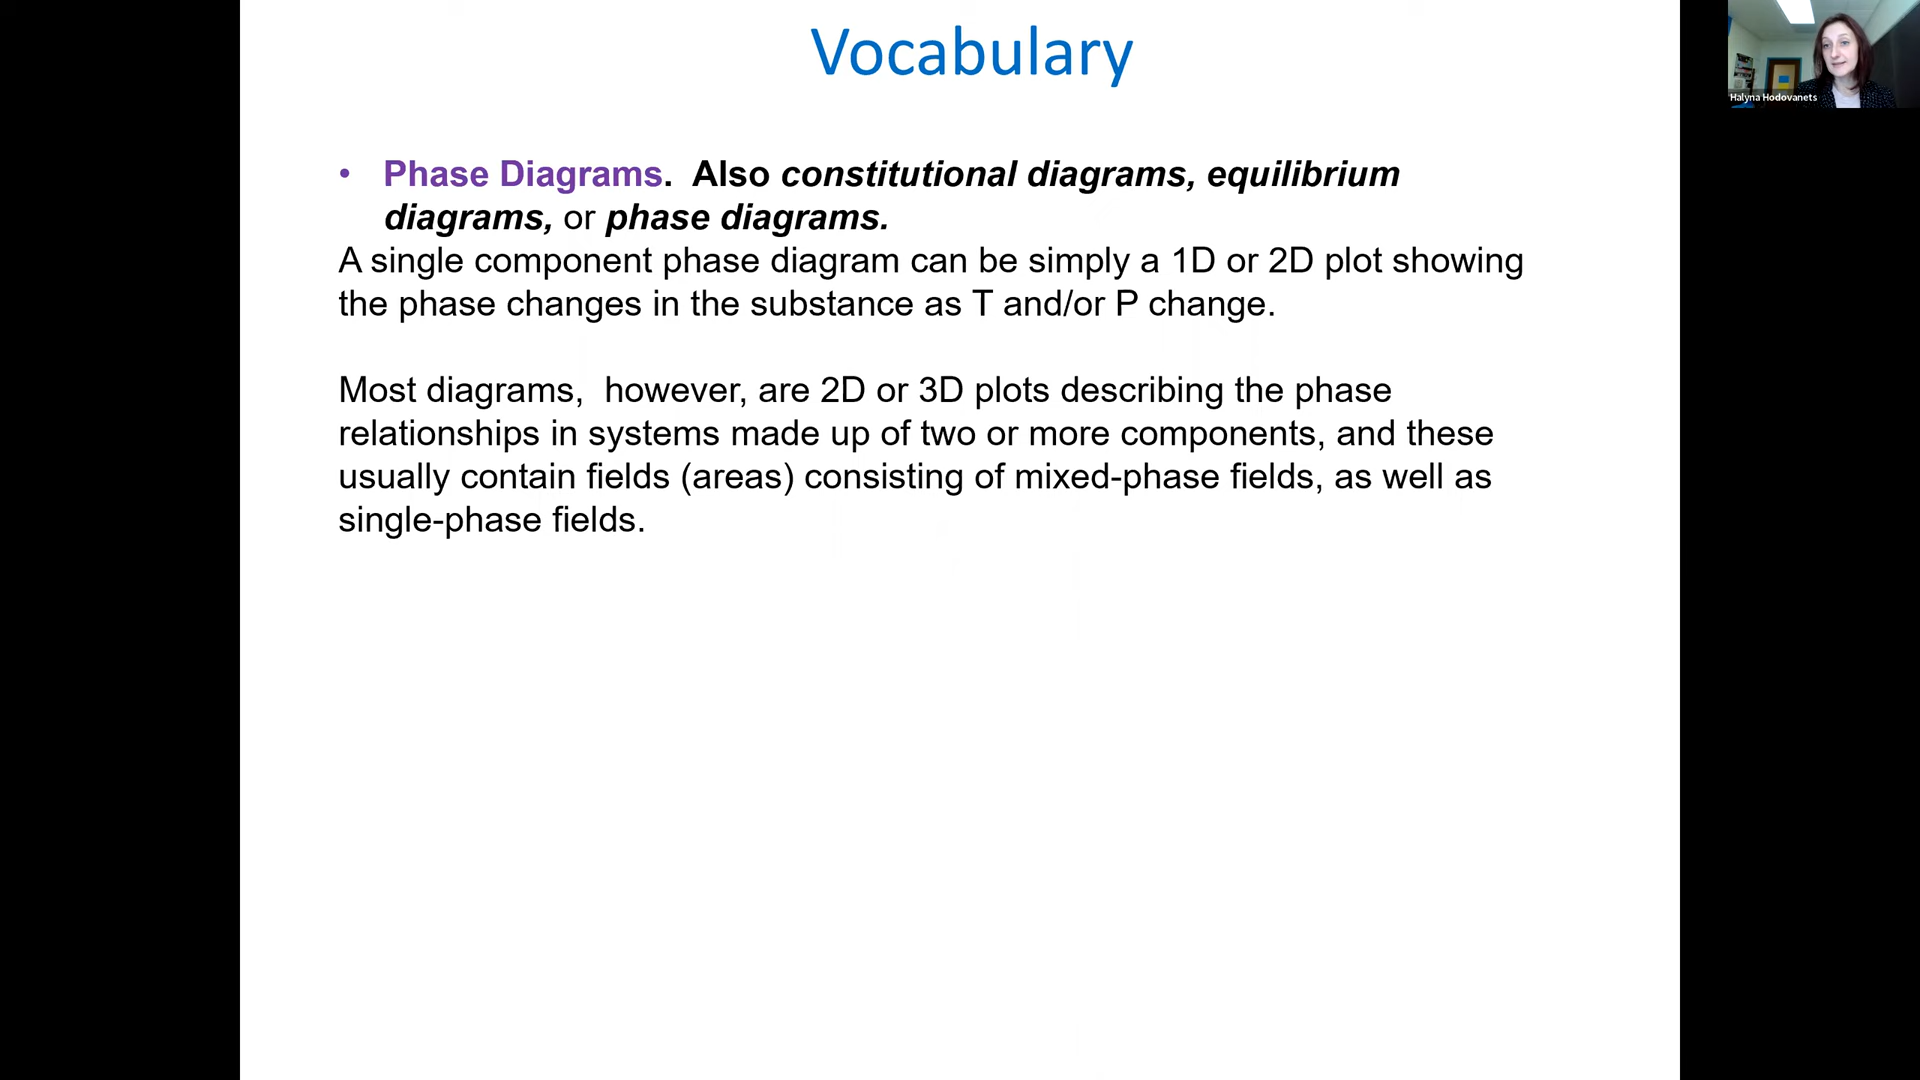 Vocabulary
Halyna Hodovanets
• Phase Diagrams. Also constitutional diagrams, equilibrium
diagrams, or phase diagrams.
A single component phase diagram can be simply a 1D or 2D plot showing
the phase changes in the substance as T and/or P change.
Most diagrams, however, are 2D or 3D plots describing the phase
relationships in systems made up of two or more components, and these
usually contain fields (areas) consisting of mixed-phase fields, as well as
single-phase fields.